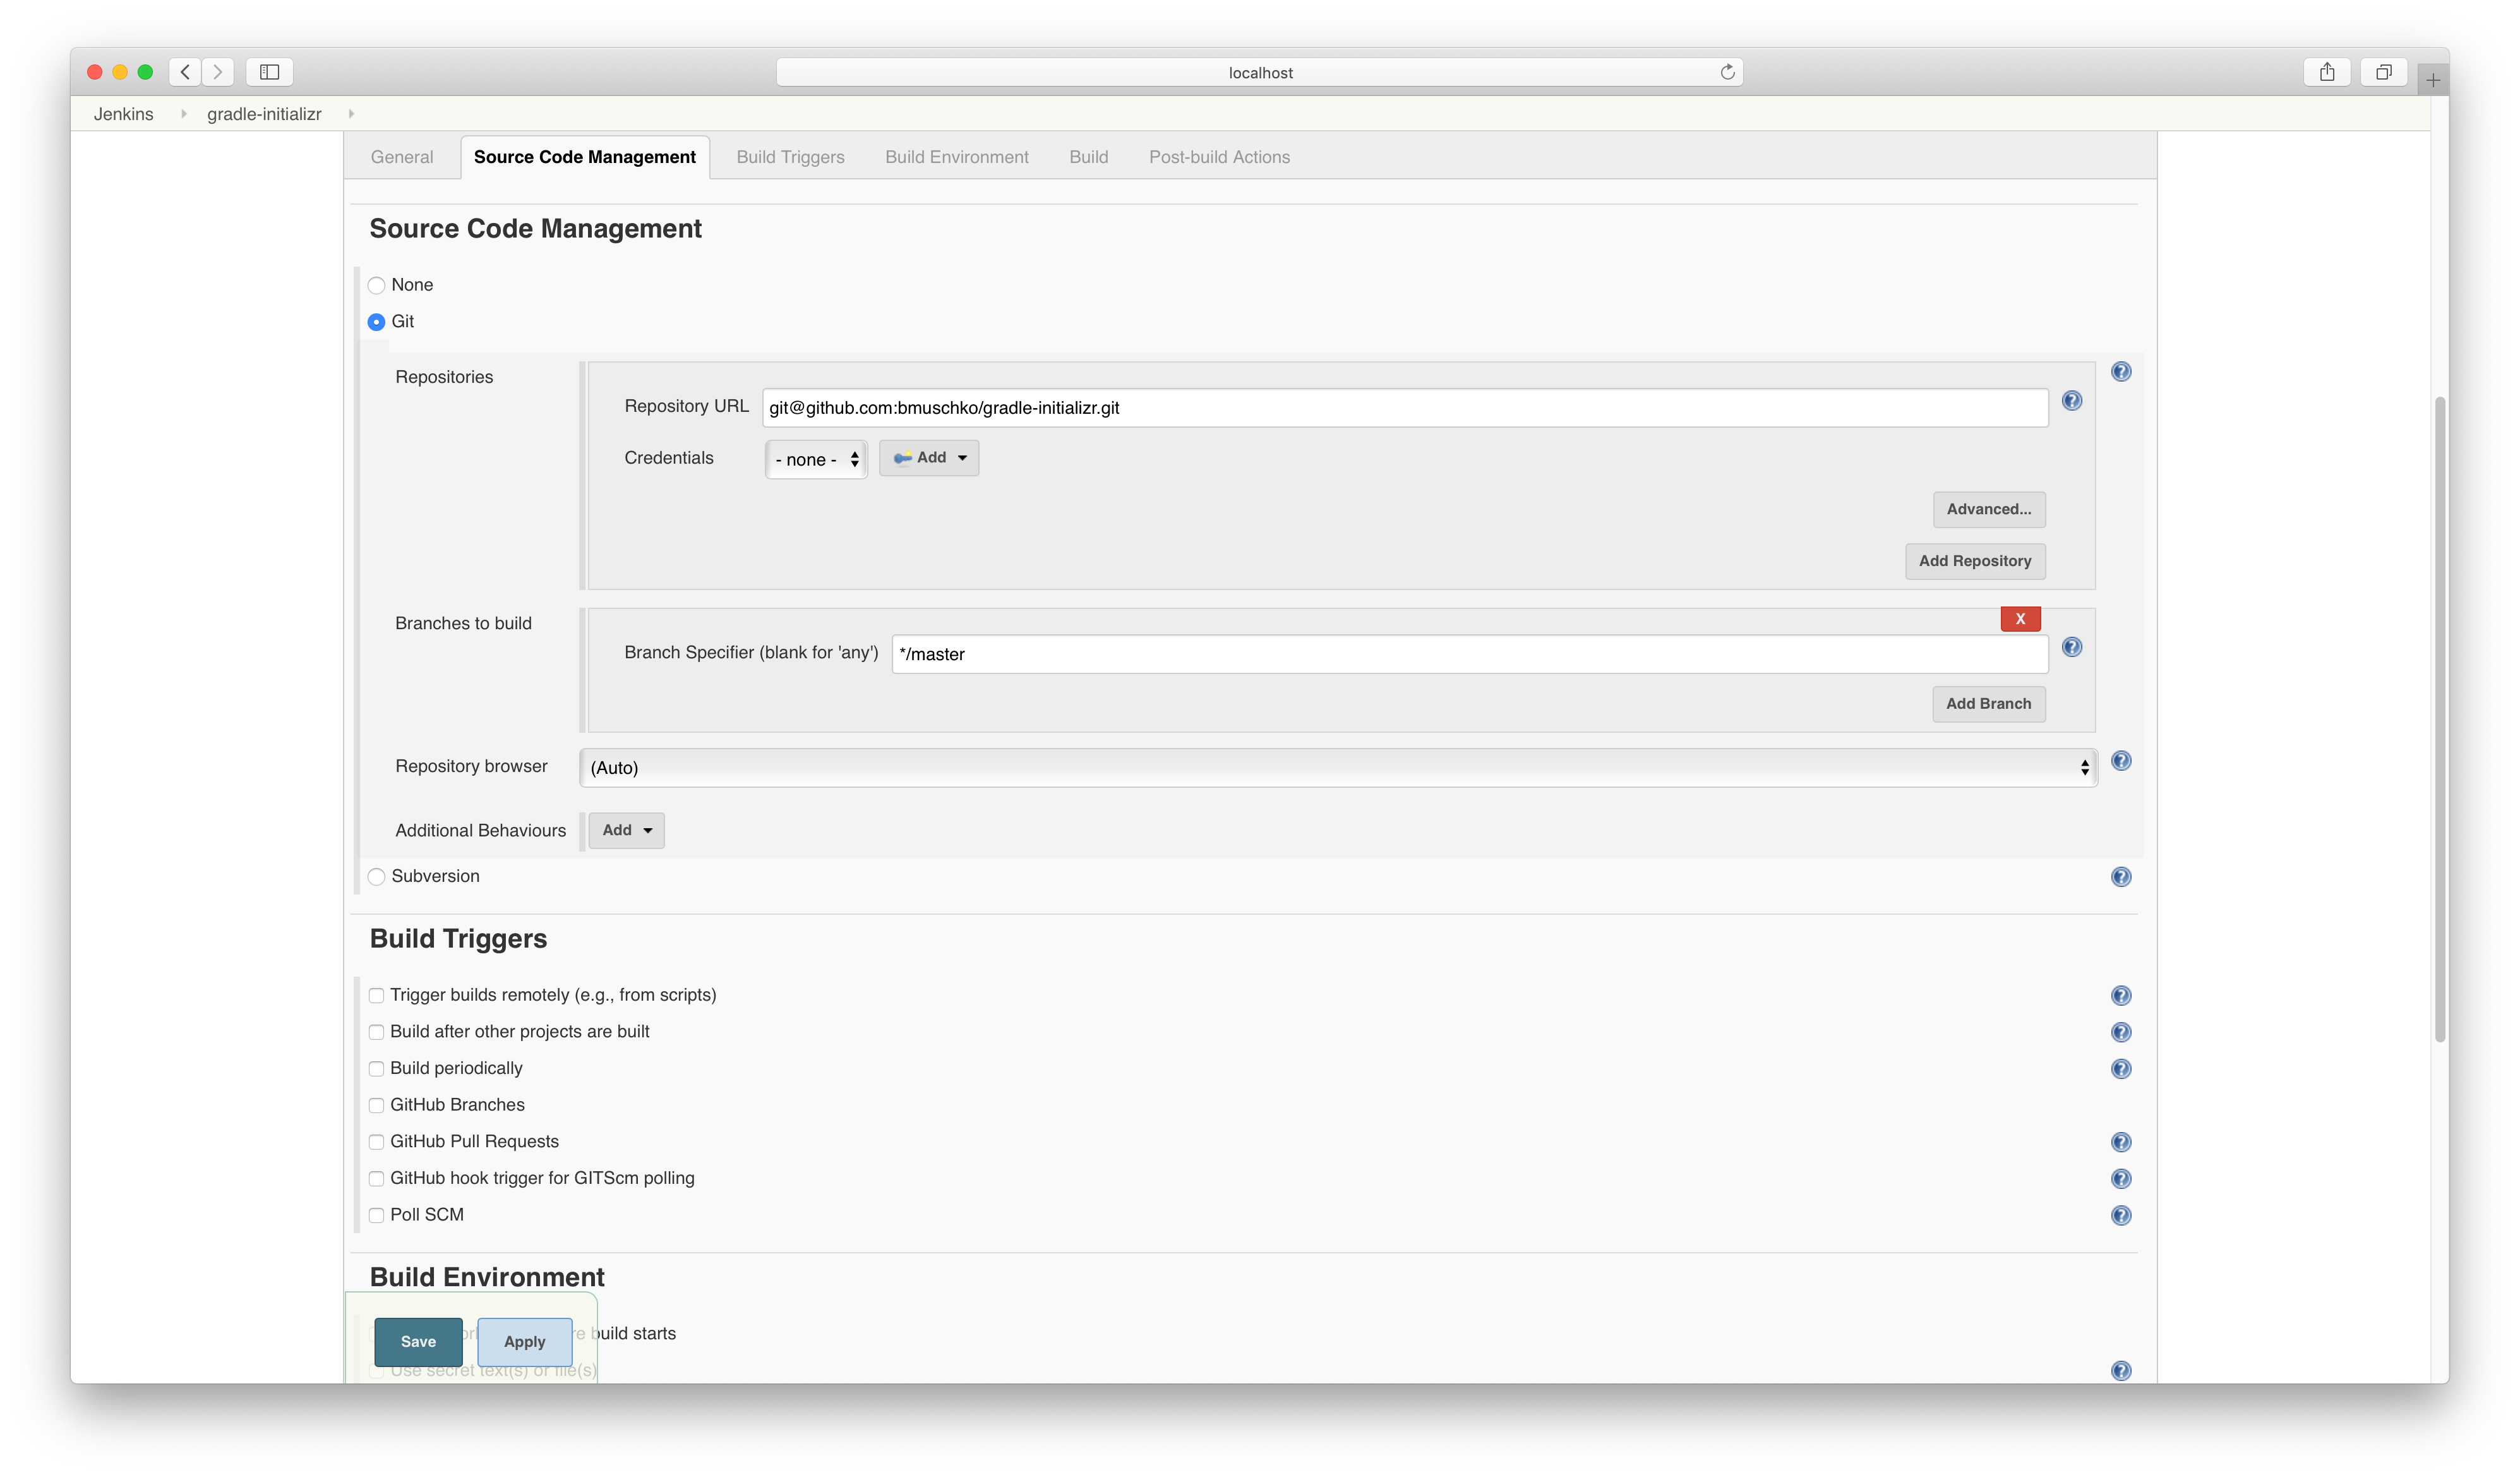 localhost
Jenkins gradle-initializr
General Source Code Management Build Triggers Build Environment Build Post-build Actions
Source Code Management
None
Git
Repositories
Repository URL git@github.com:bmuschko/gradle-initializr.git
Credentials - none - Add
Advanced...
Add Repository
Branches to build
X
Branch Specifier (blank for 'any') */master
Add Branch
Repository browser (Auto)
Additional Behaviours Add
Subversion
Build Triggers
Trigger builds remotely (e.g., from scripts)
Build after other projects are built
Build periodically
GitHub Branches
GitHub Pull Requests
GitHub hook trigger for GITScm polling
Poll SCM
Build Environment
Save Apply build starts
Use secret text(s) or file(s)